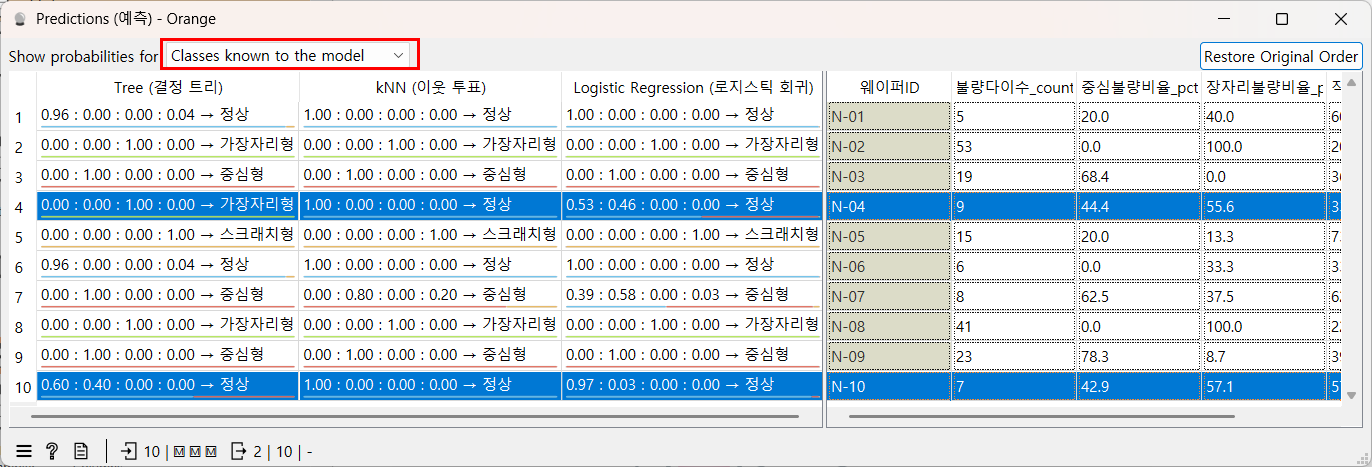 Predictions (예측) - Orange
Show probabilities for Classes known to the model Restore Original Order
Tree (결정 트리) kNN (이웃 투표) Logistic Regression (로지스틱 회귀) 웨이퍼ID 불량다이수_count 중심불량비율_pct 장자리불량비율_p
1 0.96 : 0.00 : 0.00 : 0.04 → 정상 1.00 : 0.00 : 0.00 : 0.00 → 정상 1.00 : 0.00 : 0.00 : 0.00 → 정상 N-01 5 20.0 40.0
2 0.00 : 0.00 : 1.00 : 0.00 → 가장자리형 0.00 : 0.00 : 1.00 : 0.00 → 가장자리형 0.00 : 0.00 : 1.00 : 0.00 → 가장자리형 N-02 53 0.0 100.0
3 0.00 : 1.00 : 0.00 : 0.00 → 중심형 0.00 : 1.00 : 0.00 : 0.00 → 중심형 0.00 : 1.00 : 0.00 : 0.00 → 중심형 N-03 19 68.4 0.0
4 0.00 : 0.00 : 1.00 : 0.00 → 가장자리형 1.00 : 0.00 : 0.00 : 0.00 → 정상 0.53 : 0.46 : 0.00 : 0.00 → 정상 N-04 9 44.4 55.6
5 0.00 : 0.00 : 0.00 : 1.00 → 스크래치형 0.00 : 0.00 : 0.00 : 1.00 → 스크래치형 0.00 : 0.00 : 0.00 : 1.00 → 스크래치형 N-05 15 20.0 13.3
6 0.96 : 0.00 : 0.00 : 0.04 → 정상 1.00 : 0.00 : 0.00 : 0.00 → 정상 1.00 : 0.00 : 0.00 : 0.00 → 정상 N-06 6 0.0 33.3
7 0.00 : 1.00 : 0.00 : 0.00 → 중심형 0.00 : 0.80 : 0.00 : 0.20 → 중심형 0.39 : 0.58 : 0.00 : 0.03 → 중심형 N-07 8 62.5 37.5
8 0.00 : 0.00 : 1.00 : 0.00 → 가장자리형 0.00 : 0.00 : 1.00 : 0.00 → 가장자리형 0.00 : 0.00 : 1.00 : 0.00 → 가장자리형 N-08 41 0.0 100.0
9 0.00 : 1.00 : 0.00 : 0.00 → 중심형 0.00 : 1.00 : 0.00 : 0.00 → 중심형 0.00 : 1.00 : 0.00 : 0.00 → 중심형 N-09 23 78.3 8.7
10 0.60 : 0.40 : 0.00 : 0.00 → 정상 1.00 : 0.00 : 0.00 : 0.00 → 정상 0.97 : 0.03 : 0.00 : 0.00 → 정상 N-10 7 42.9 57.1
10 | M M M 2 | 10 | -